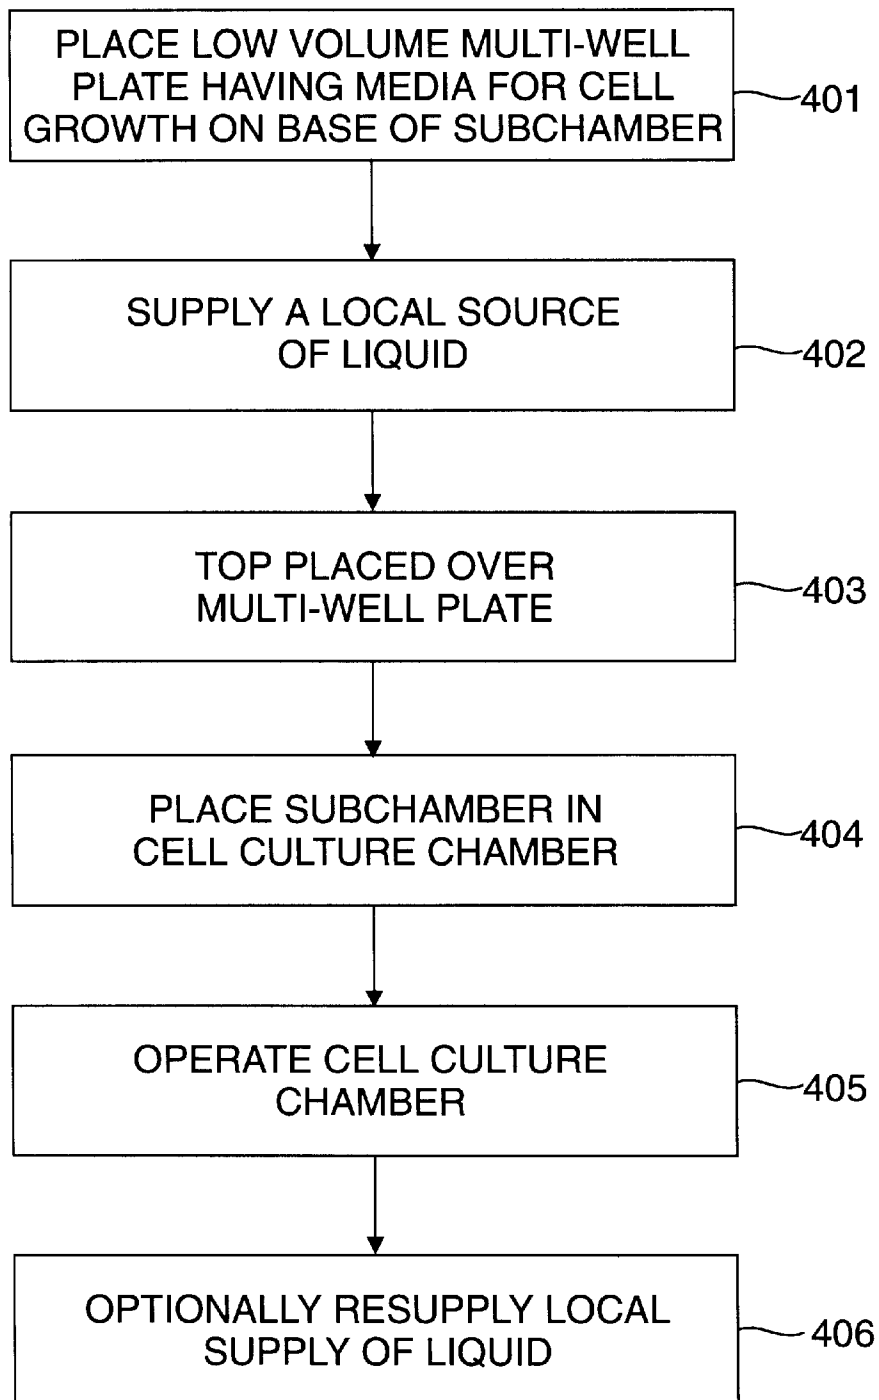 PLACE LOW VOLUME MULTI-WELL
PLATE HAVING MEDIA FOR CELL
GROWTH ON BASE OF SUBCHAMBER
401
SUPPLY A LOCAL SOURCE
OF LIQUID
402
TOP PLACED OVER
MULTI-WELL PLATE
403
PLACE SUBCHAMBER IN
CELL CULTURE CHAMBER
404
OPERATE CELL CULTURE
CHAMBER
405
OPTIONALLY RESUPPLY LOCAL
SUPPLY OF LIQUID
406